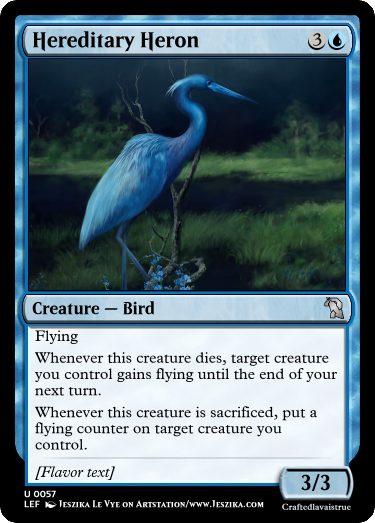 Hereditary Heron 3
Creature — Bird
Flying
Whenever this creature dies, target creature
you control gains flying until the end of your
next turn.
Whenever this creature is sacrificed, put a
flying counter on target creature you
control.
[Flavor text]
3/3
U 0057
LEF Jeszika Le Vye on Artstation/www.Jeszika.com
Craftedlavaistrue